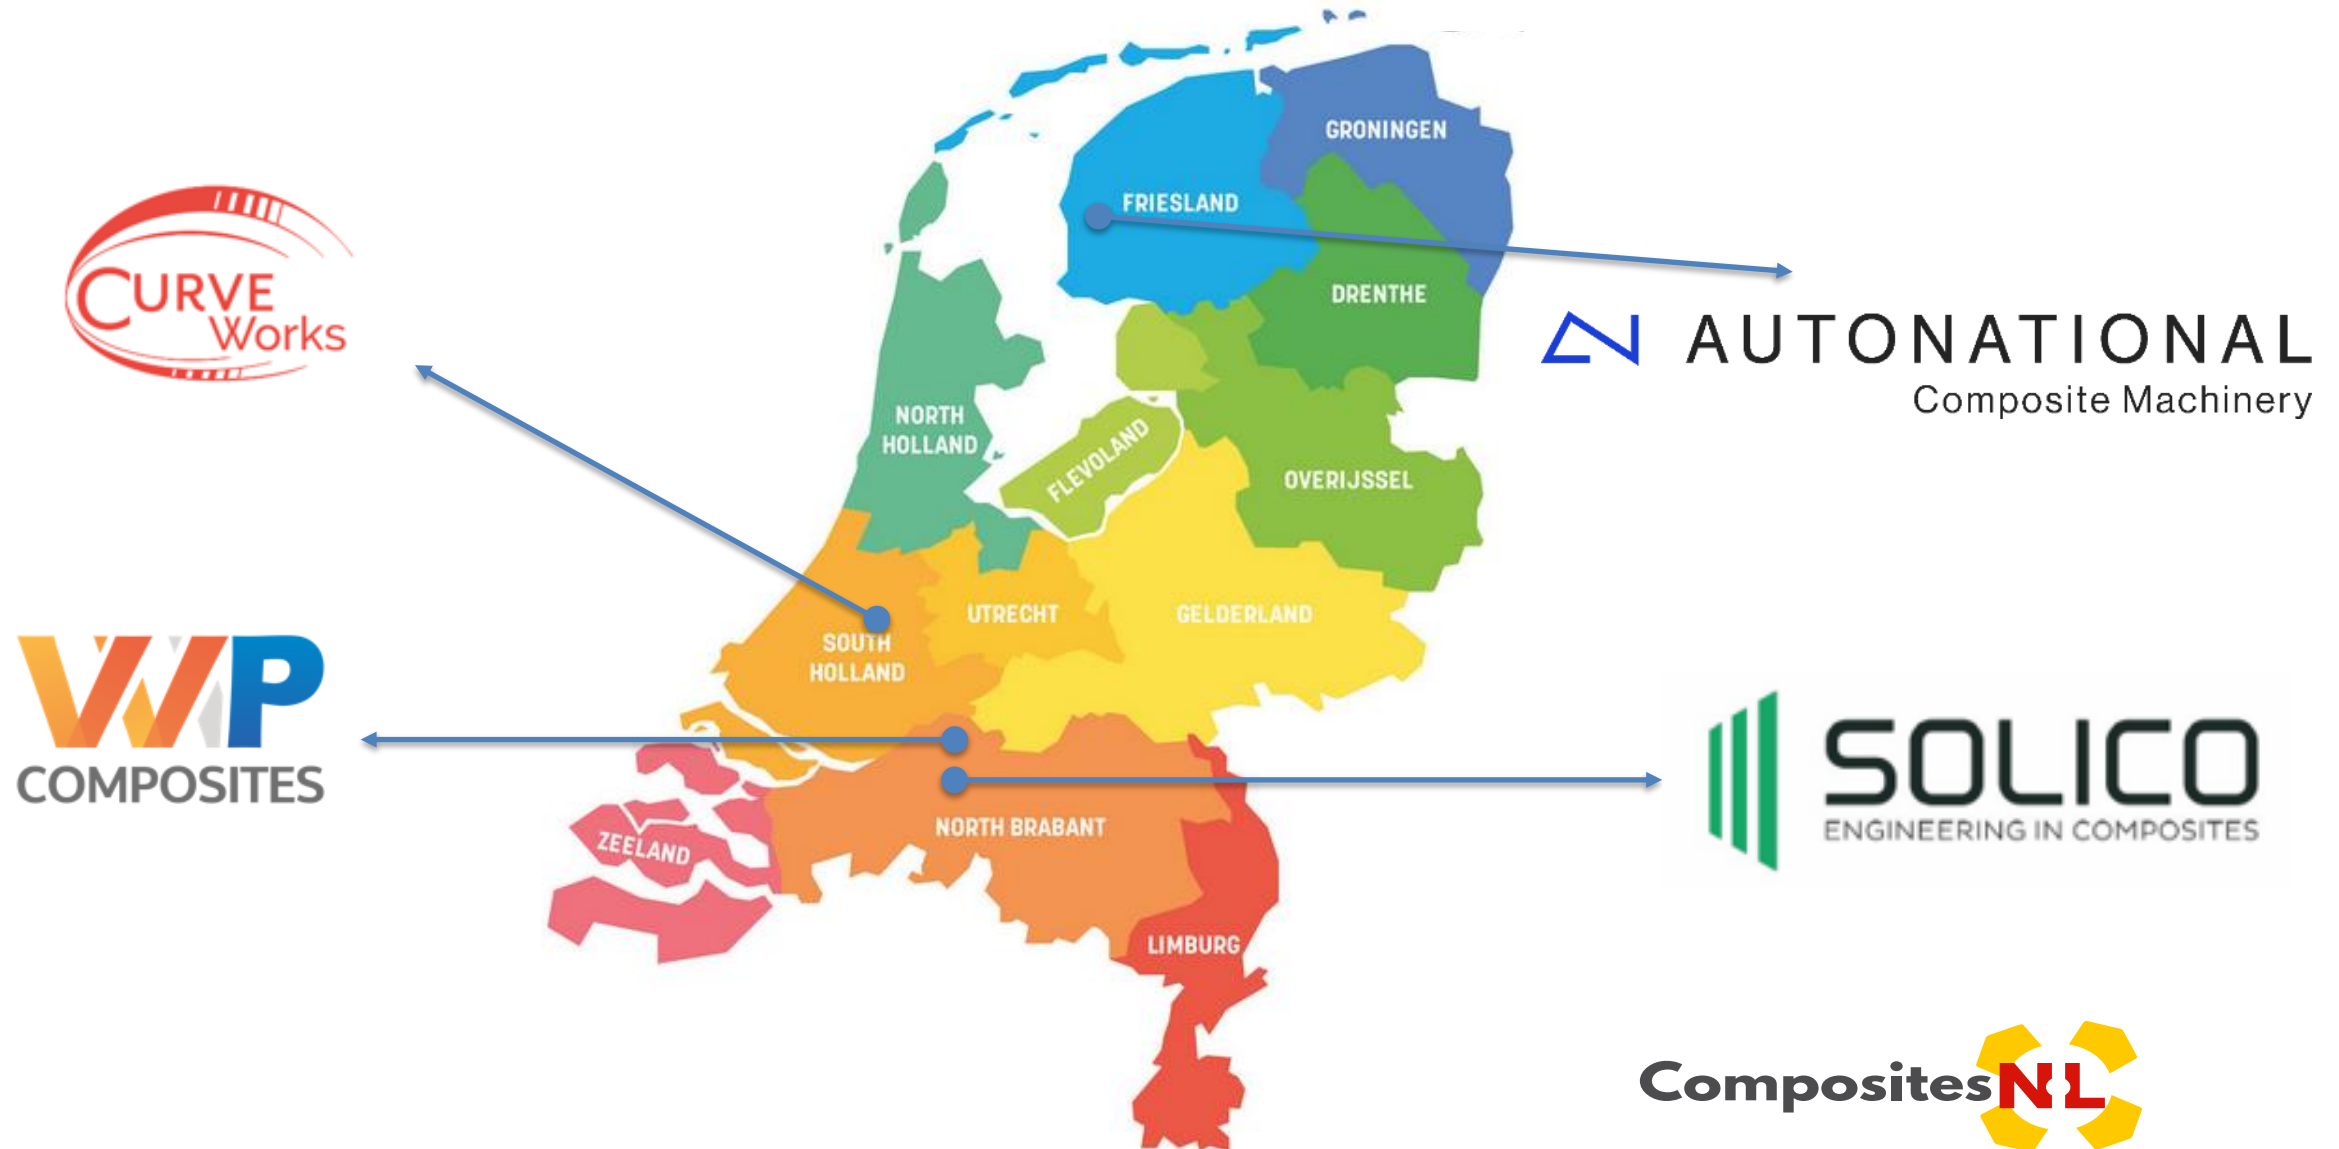 GRONINGEN
FRIESLAND
CURVE
Works
DRENTHE
AUTONATIONAL
Composite Machinery
NORTH
HOLLAND
FLEVOLAND
OVERIJSSEL
UTRECHT
GELDERLAND
SOUTH
HOLLAND
WP
COMPOSITES
SOLICO
ENGINEERING IN COMPOSITES
NORTH BRABANT
ZEELAND
LIMBURG
CompositesNL